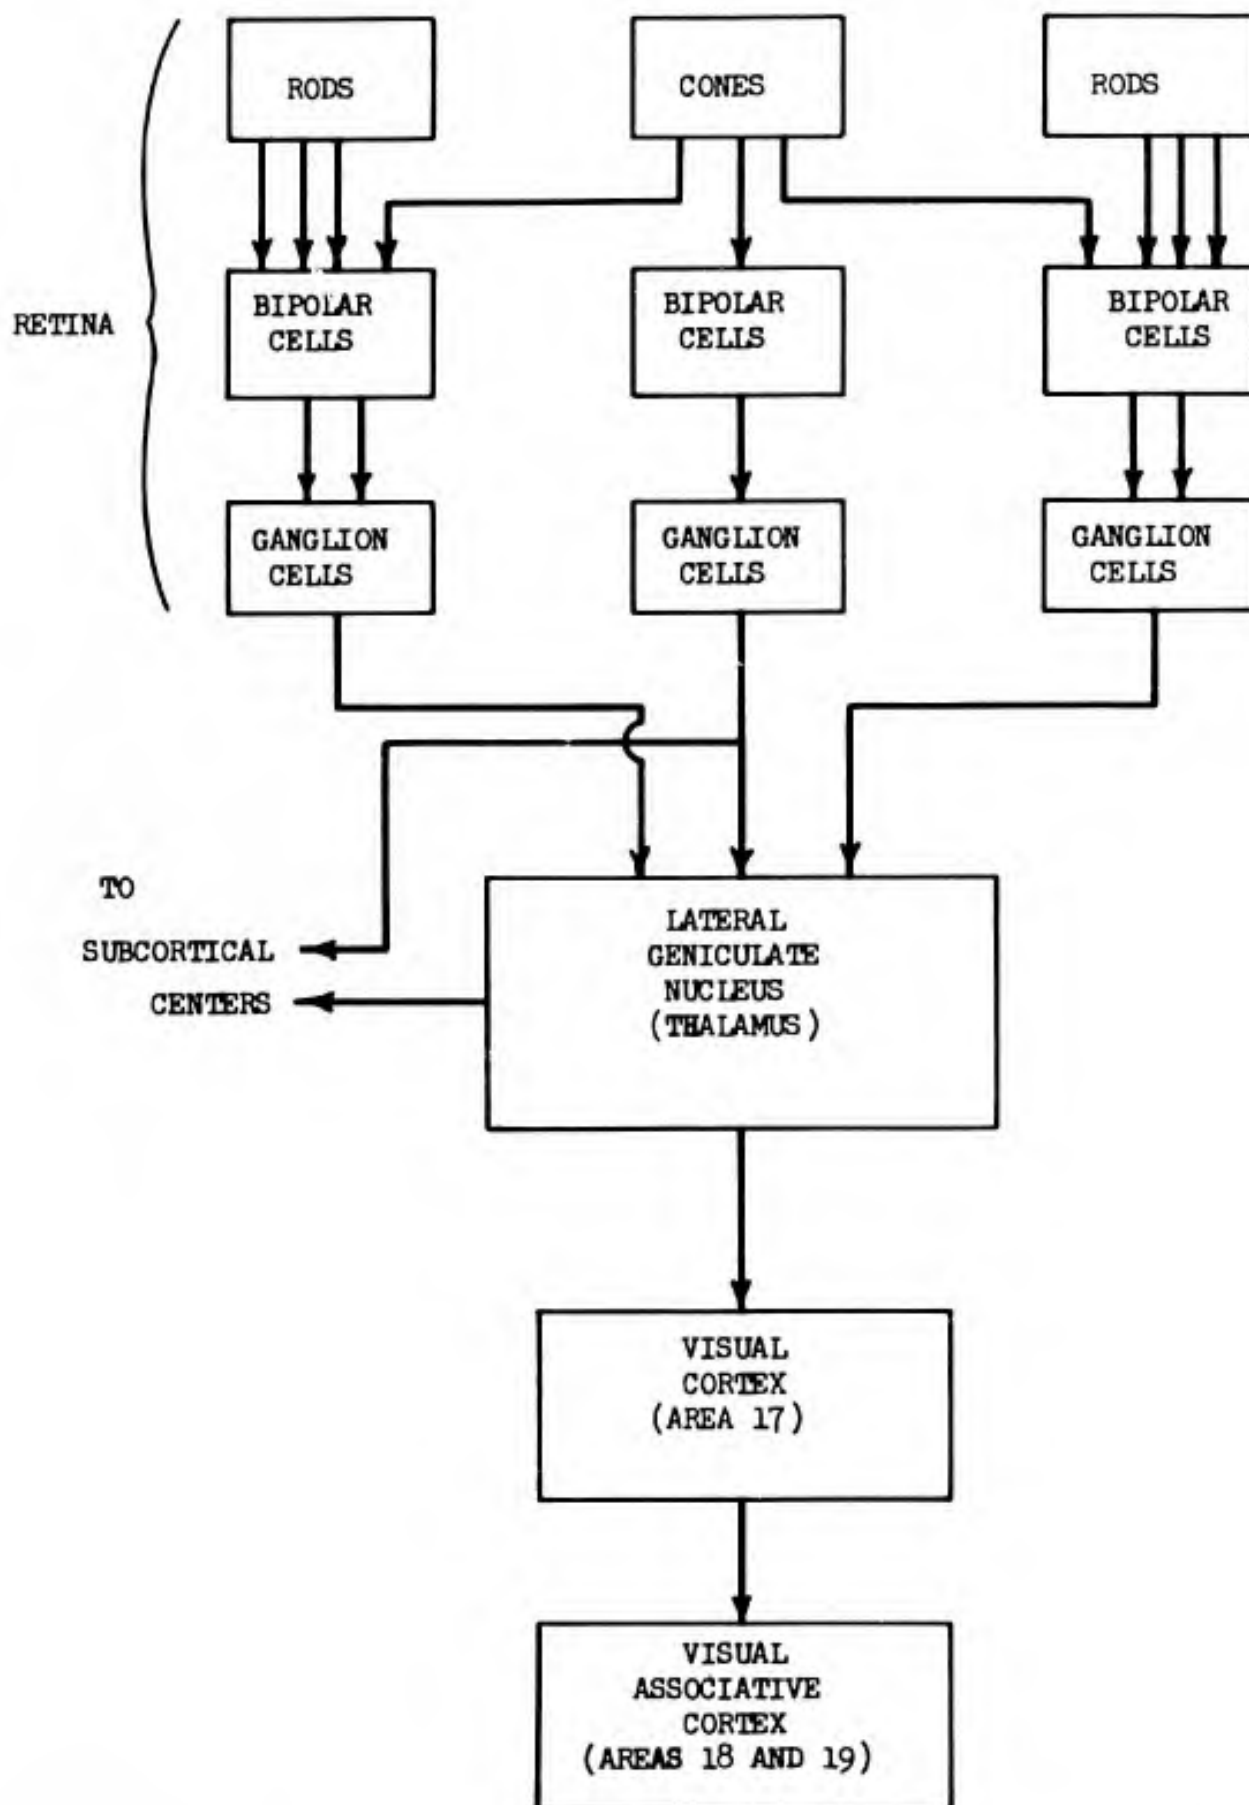 RODS
CONES
RODS
RETINA
BIPOLAR
CELLS
BIPOLAR
CELLS
BIPOLAR
CELLS
GANGLION
CELLS
GANGLION
CELLS
GANGLION
CELLS
TO
SUBCORTICAL
CENTERS
LATERAL
GENICULATE
NUCLEUS
(THALAMUS)
VISUAL
CORTEX
(AREA 17)
VISUAL
ASSOCIATIVE
CORTEX
(AREAS 18 AND 19)